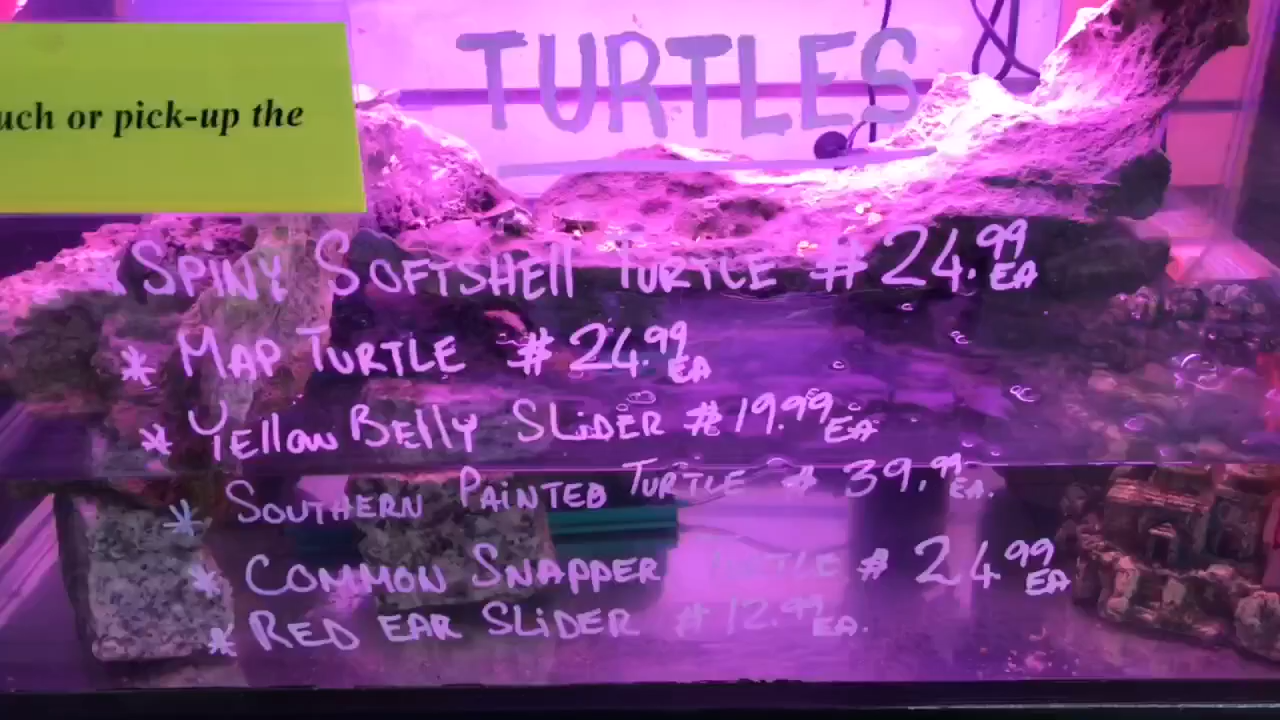 uch or pick-up the
TURTLES
* SPINY SOFTSHELL TURTLE # 24.99 EA
* MAP TURTLE # 24.99 EA
* YELLOW BELLY SLIDER # 19.99 EA
* SOUTHERN PAINTED TURTLE # 39.99 EA.
* COMMON SNAPPER TURTLE # 24.99 EA
* RED EAR SLIDER # 12.99 EA.